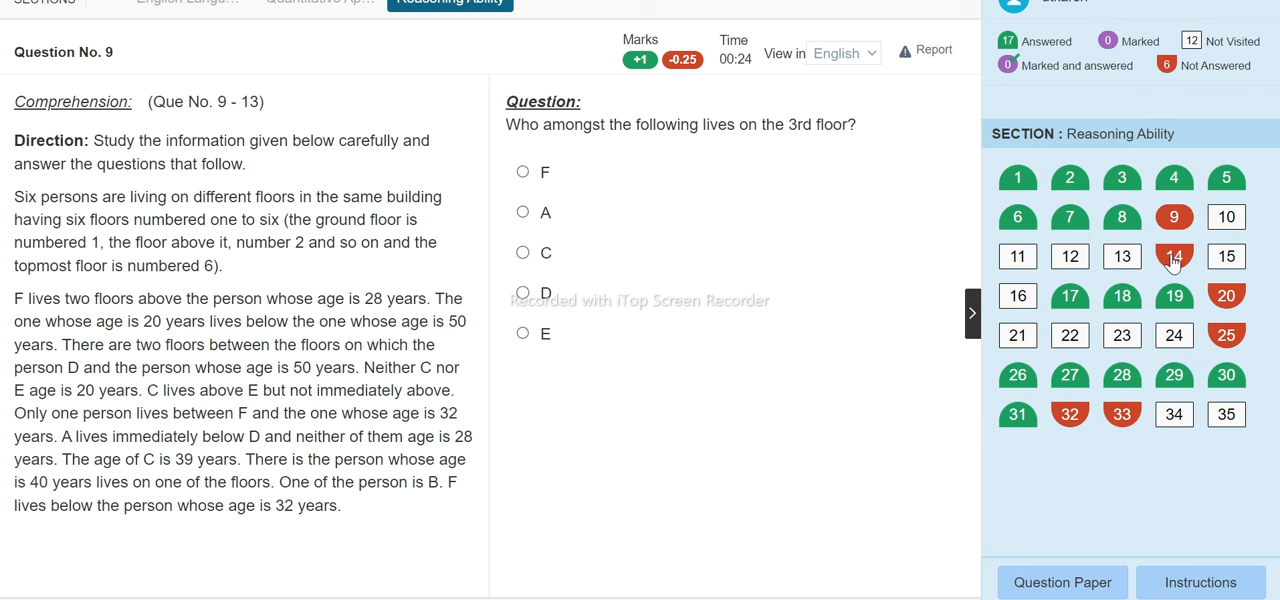 Reasoning Ability
Question No. 9
Marks
+1 -0.25
Time
00:24
View in English
Report
Comprehension: (Que No. 9 - 13)
Direction: Study the information given below carefully and
answer the questions that follow.
Six persons are living on different floors in the same building
having six floors numbered one to six (the ground floor is
numbered 1, the floor above it, number 2 and so on and the
topmost floor is numbered 6).
F lives two floors above the person whose age is 28 years. The
one whose age is 20 years lives below the one whose age is 50
years. There are two floors between the floors on which the
person D and the person whose age is 50 years. Neither C nor
E age is 20 years. C lives above E but not immediately above.
Only one person lives between F and the one whose age is 32
years. A lives immediately below D and neither of them age is 28
years. The age of C is 39 years. There is the person whose age
is 40 years lives on one of the floors. One of the person is B. F
lives below the person whose age is 32 years.
Question:
Who amongst the following lives on the 3rd floor?
F
A
C
D
E
Recorded with iTop Screen Recorder
17 Answered
0 Marked
12 Not Visited
0 Marked and answered
6 Not Answered
SECTION : Reasoning Ability
1 2 3 4 5
6 7 8 9 10
11 12 13 14 15
16 17 18 19 20
21 22 23 24 25
26 27 28 29 30
31 32 33 34 35
Question Paper
Instructions